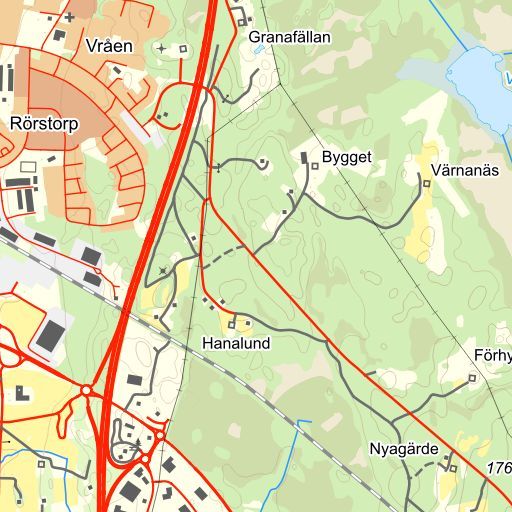 Granafällan
Vråen
V
Rörstorp
Bygget
Värnanäs
Hanalund
Förhy
Nyagärde
176